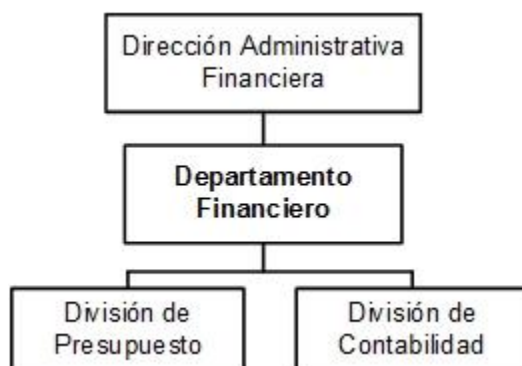 Dirección Administrativa
Financiera
Departamento
Financiero
División de
Presupuesto
División de
Contabilidad